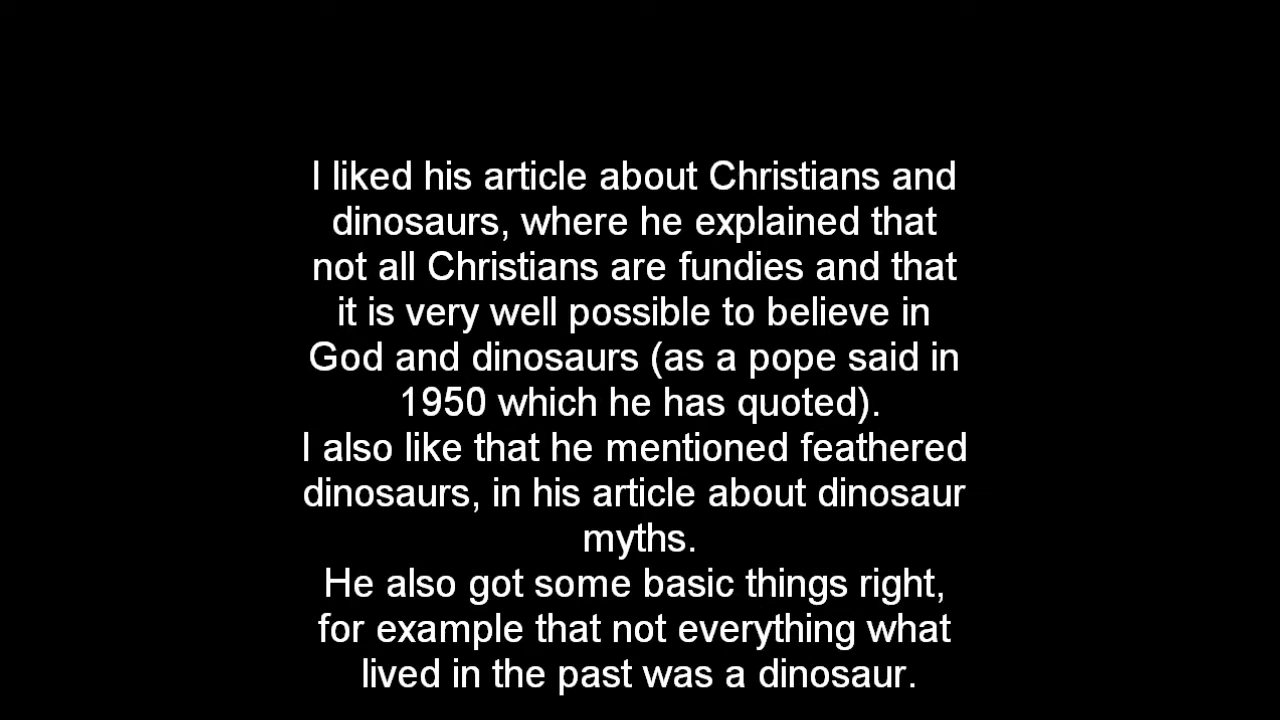 I liked his article about Christians and
dinosaurs, where he explained that
not all Christians are fundies and that
it is very well possible to believe in
God and dinosaurs (as a pope said in
1950 which he has quoted).
I also like that he mentioned feathered
dinosaurs, in his article about dinosaur
myths.
He also got some basic things right,
for example that not everything what
lived in the past was a dinosaur.